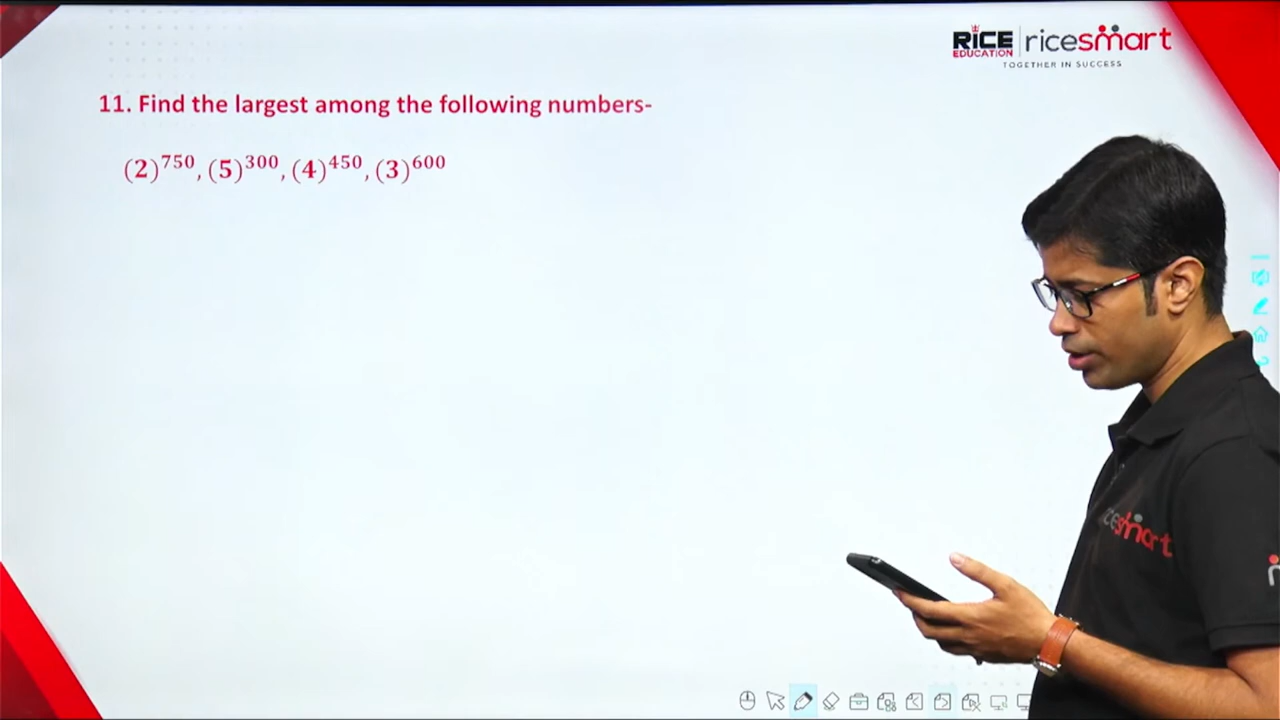 RICE EDUCATION | ricesmart
TOGETHER IN SUCCESS
11. Find the largest among the following numbers-
(2)^750, (5)^300, (4)^450, (3)^600
ricesmart